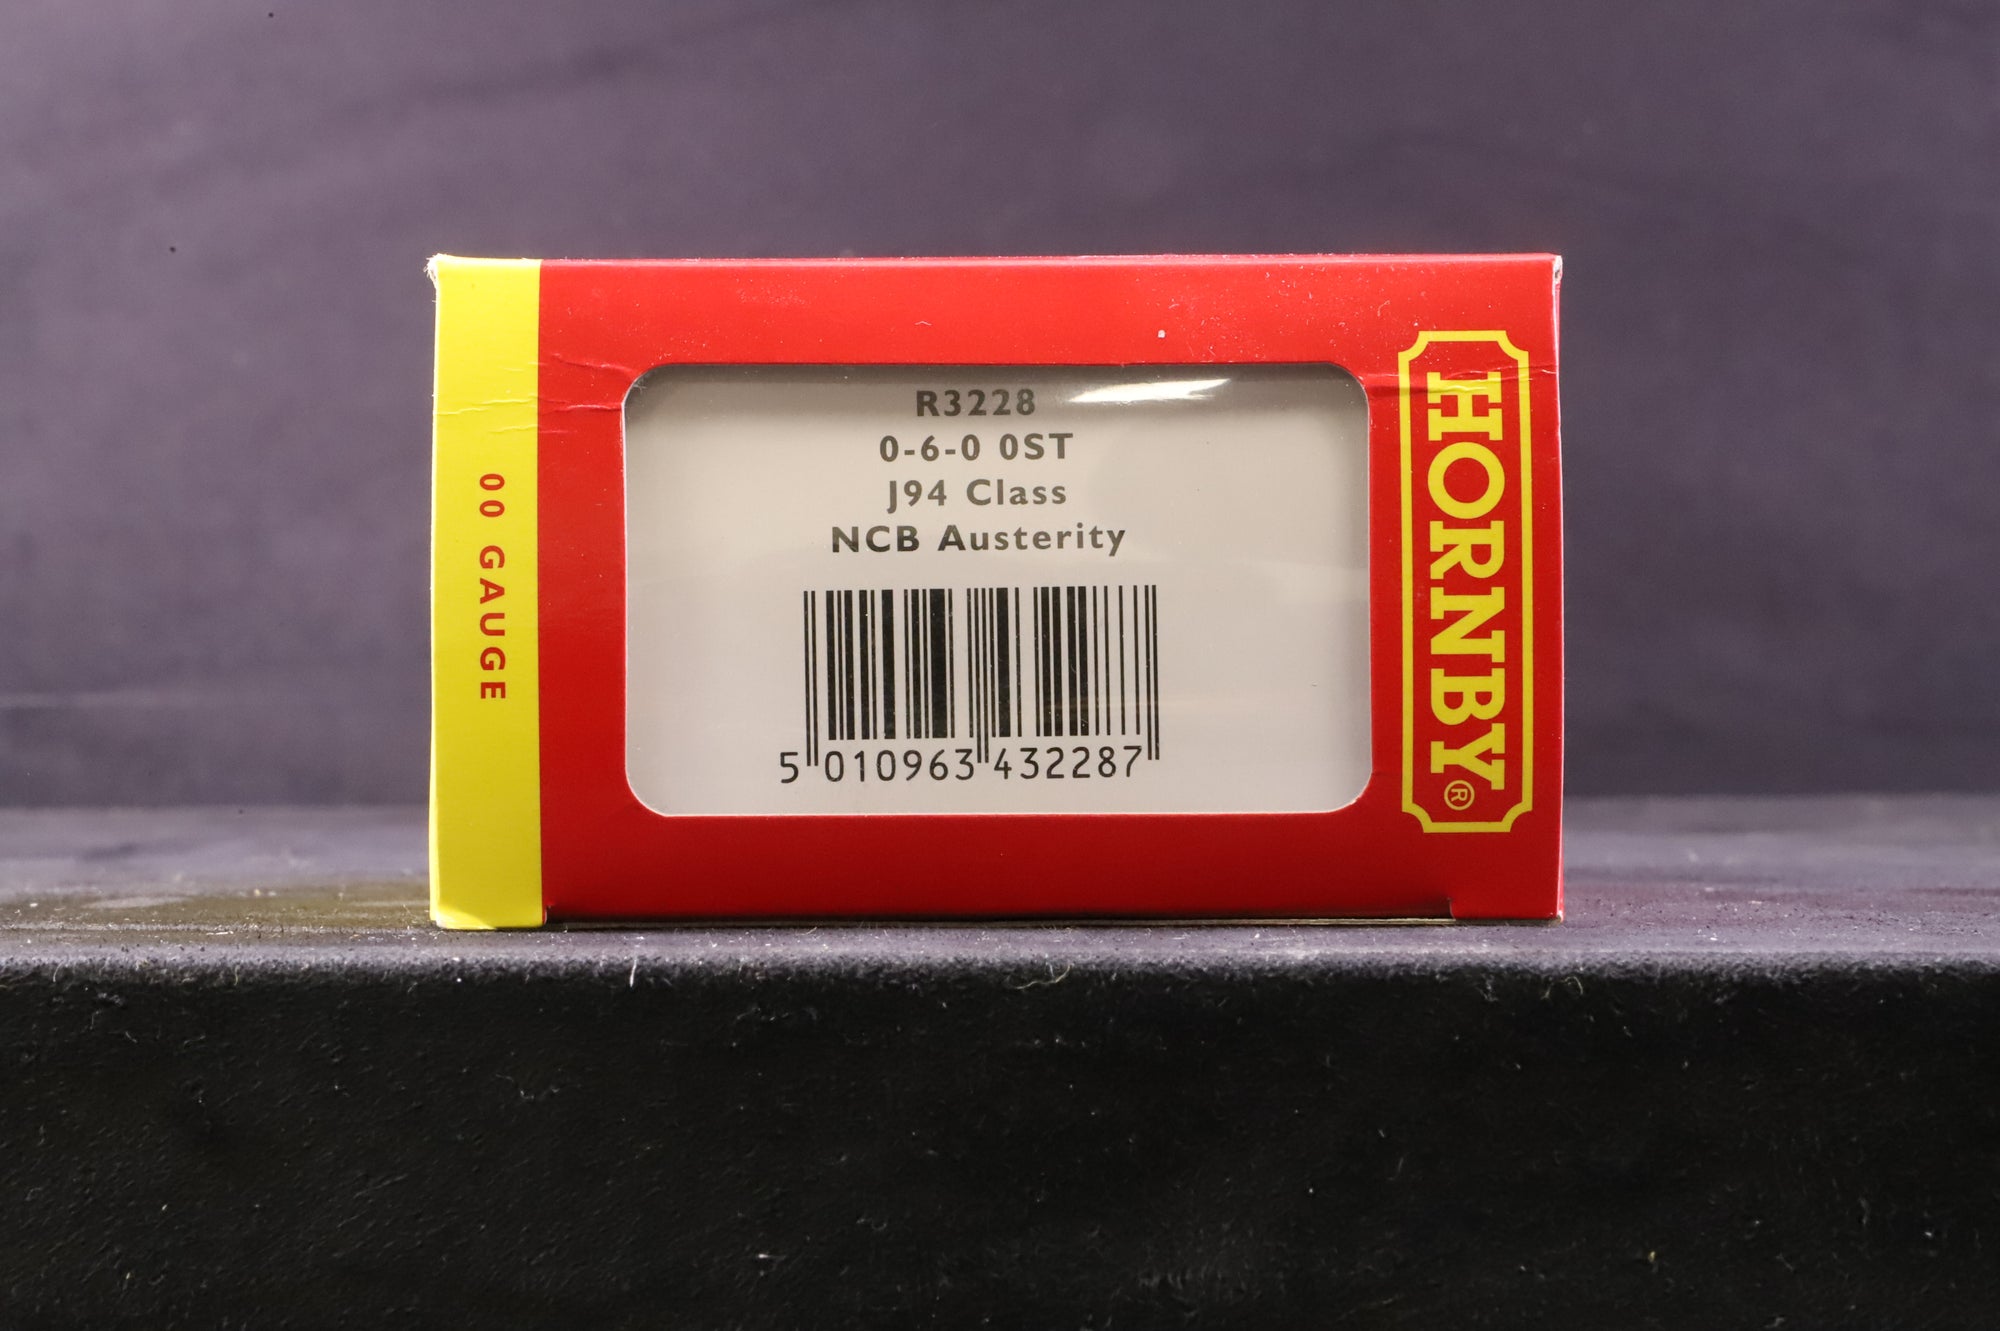 00 GAUGE
R3228
0-6-0 0ST
J94 Class
NCB Austerity
5 010963 432287
HORNBY®